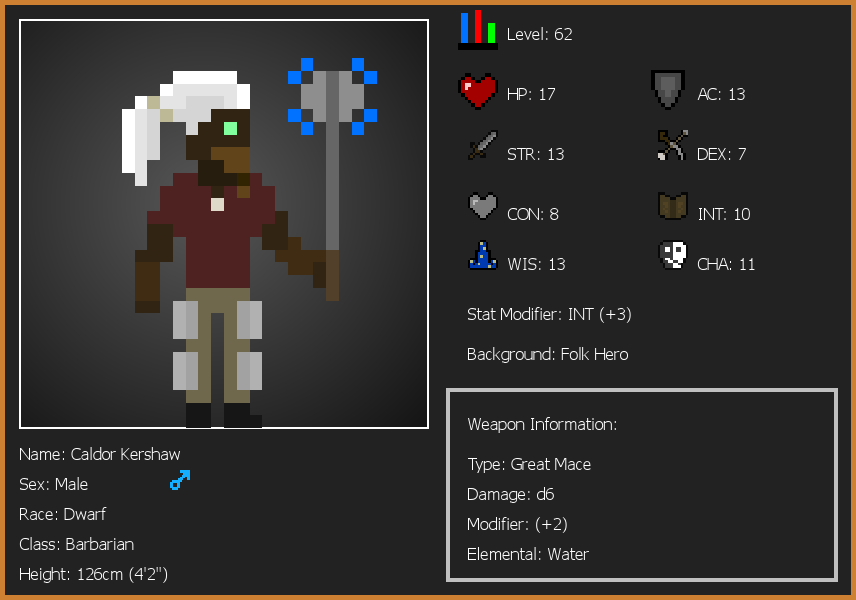 Level: 62
HP: 17
AC: 13
STR: 13
DEX: 7
CON: 8
INT: 10
WIS: 13
CHA: 11
Stat Modifier: INT (+3)
Background: Folk Hero
Weapon Information:
Type: Great Mace
Damage: d6
Modifier: (+2)
Elemental: Water
Name: Caldor Kershaw
Sex: Male
Race: Dwarf
Class: Barbarian
Height: 126cm (4'2")